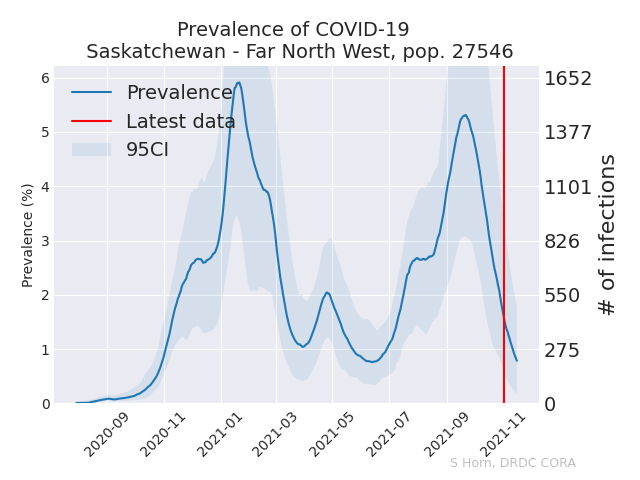 Prevalence of COVID-19
Saskatchewan - Far North West, pop. 27546
Prevalence
Latest data
95CI
Prevalence (%)
6
5
4
3
2
1
0
1652
1377
1101
826
550
275
0
# of infections
2020-09
2020-11
2021-01
2021-03
2021-05
2021-07
2021-09
2021-11
S Horn, DRDC CORA